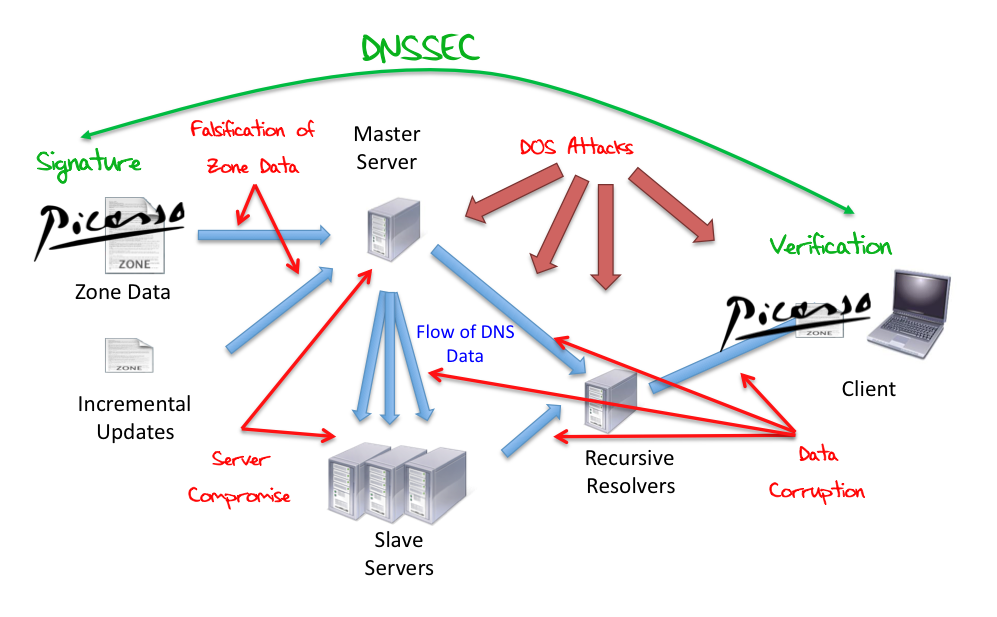 DNSSEC
Signature
Falsification of
Zone Data
Master
Server
DOS Attacks
Verification
Picasso
ZONE
Zone Data
Picasso
ZONE
Flow of DNS
Data
ZONE
Client
Incremental
Updates
Server
Compromise
Recursive
Resolvers
Data
Corruption
Slave
Servers